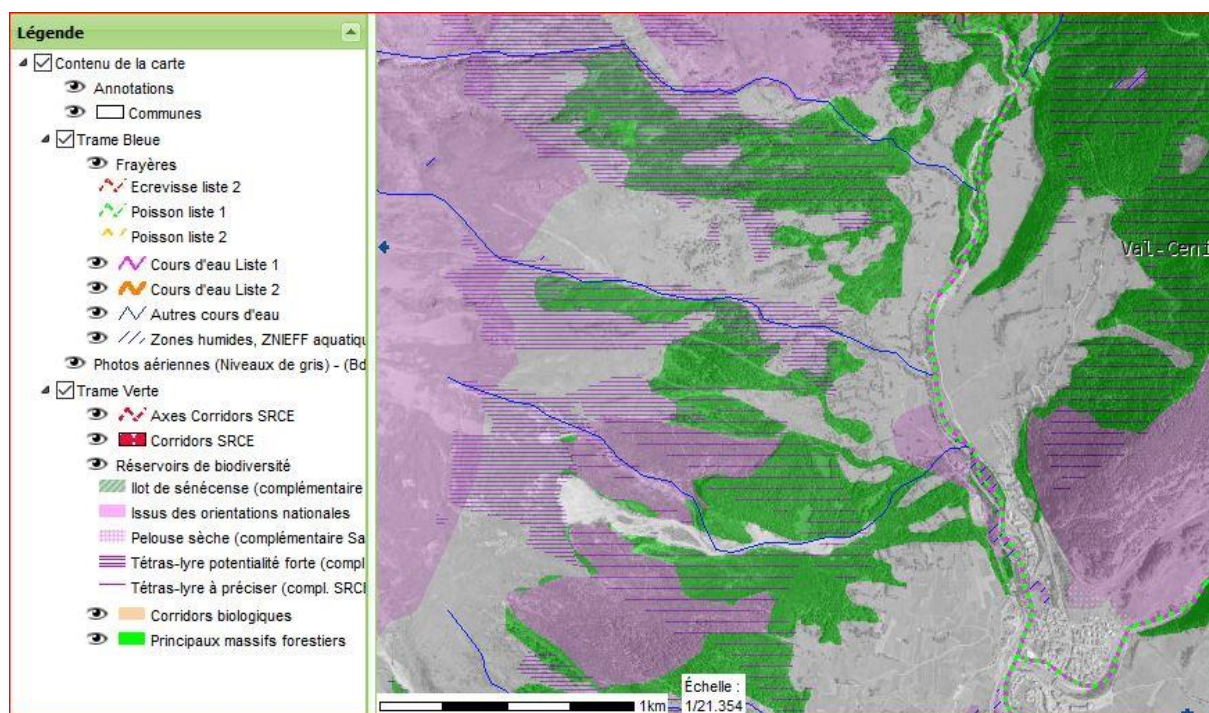 Légende
Contenu de la carte
Annotations
Communes
Trame Bleue
Frayères
Ecrevisse liste 2
Poisson liste 1
Poisson liste 2
Cours d'eau Liste 1
Cours d'eau Liste 2
Autres cours d'eau
Zones humides, ZNIEFF aquatiqu
Photos aériennes (Niveaux de gris) - (Bd
Trame Verte
Axes Corridors SRCE
Corridors SRCE
Réservoirs de biodiversité
Ilot de sénécense (complémentaire
Issus des orientations nationales
Pelouse sèche (complémentaire Sa
Tétras-lyre potentialité forte (compl
Tétras-lyre à préciser (compl. SRCE
Corridors biologiques
Principaux massifs forestiers
Val-Ceni
1km
Échelle :
1/21.354